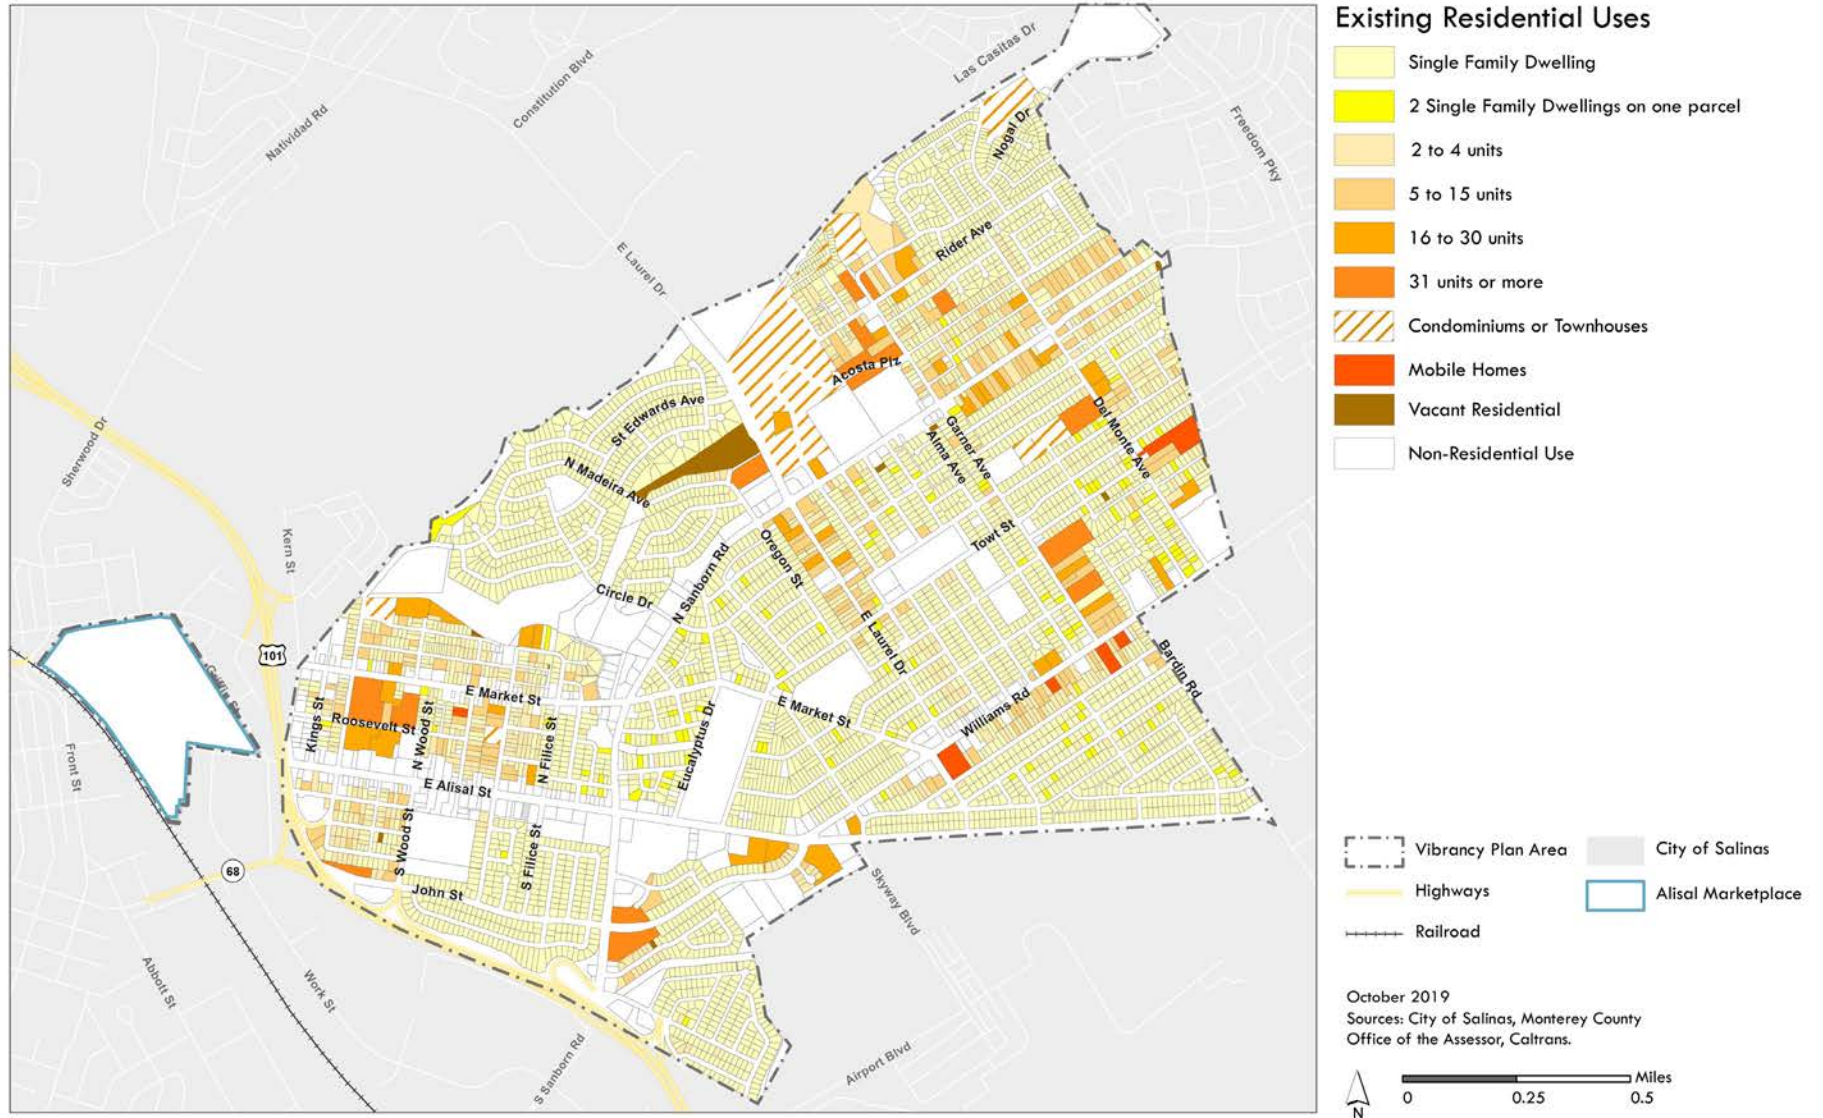 Existing Residential Uses
Single Family Dwelling
2 Single Family Dwellings on one parcel
2 to 4 units
5 to 15 units
16 to 30 units
31 units or more
Condominiums or Townhouses
Mobile Homes
Vacant Residential
Non-Residential Use
Las Casitas Dr
Constitution Blvd
Natividad Rd
Freedom Pky
Nogal Dr
E Laurel Dr
Rider Ave
Acosta Plz
St Edwards Ave
Sherwood Dr
N Madeira Ave
Garner Ave
Alma Ave
Del Monte Ave
Kern St
Towt St
Oregon St
N Sanborn Rd
Circle Dr
E Laurel Dr
Bardin Rd
101
Griffin St
E Market St
E Market St
Williams Rd
Kings St
Roosevelt St
N Wood St
N Filice St
Eucalyptus Dr
Front St
E Alisal St
S Wood St
S Filice St
68
John St
Skyway Blvd
Abbott St
Work St
S Sanborn Rd
Airport Blvd
Vibrancy Plan Area
City of Salinas
Highways
Alisal Marketplace
Railroad
October 2019
Sources: City of Salinas, Monterey County
Office of the Assessor, Caltrans.
Miles
0 0.25 0.5
N